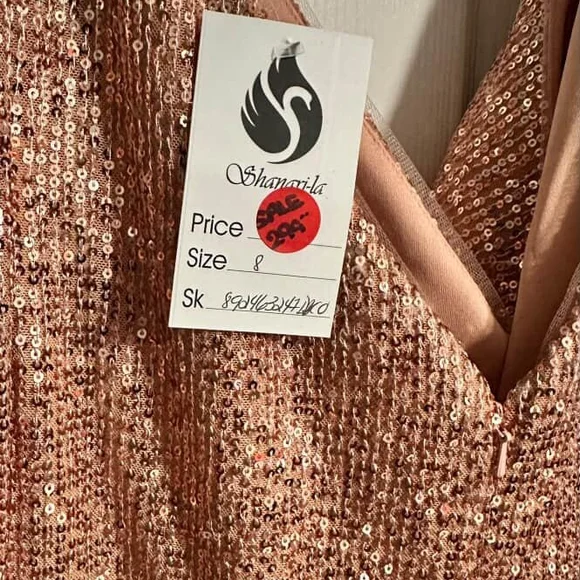 Shangri-la
Price
SALE
299
Size 8
Sk